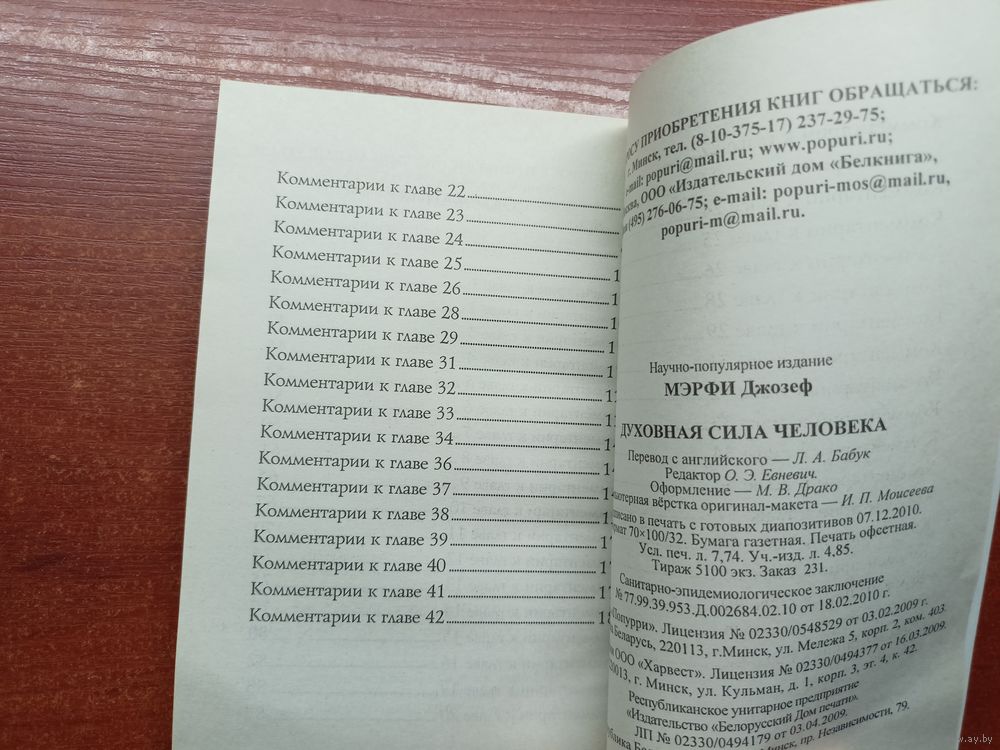 Комментарии к главе 22
Комментарии к главе 23
Комментарии к главе 24
Комментарии к главе 25
Комментарии к главе 26
Комментарии к главе 28
Комментарии к главе 29
Комментарии к главе 31
Комментарии к главе 32
Комментарии к главе 33
Комментарии к главе 34
Комментарии к главе 36
Комментарии к главе 37
Комментарии к главе 38
Комментарии к главе 39
Комментарии к главе 40
Комментарии к главе 41
Комментарии к главе 42
ПРИОБРЕТЕНИЯ КНИГ ОБРАЩАТЬСЯ:
г. Минск, тел. (8-10-375-17) 237-29-75;
e-mail: popuri@mail.ru; www.popuri.ru;
ООО «Издательский дом «Белкнига»,
(495) 276-06-75; e-mail: popuri-mos@mail.ru,
popuri-m@mail.ru.
Научно-популярное издание
МЭРФИ Джозеф
ДУХОВНАЯ СИЛА ЧЕЛОВЕКА
Перевод с английского — Л. А. Бабук
Редактор О. Э. Евневич.
Оформление — М. В. Драко
вёрстка оригинал-макета — И. П. Моисеева
в печать с готовых диапозитивов 07.12.2010.
70×100/32. Бумага газетная. Печать офсетная.
Усл. печ. л. 7,74. Уч.-изд. л. 4,85.
Тираж 5100 экз. Заказ 231.
Санитарно-эпидемиологическое заключение
№ 77.99.39.953.Д.002684.02.10 от 18.02.2010 г.
«Попурри». Лицензия № 02330/0548529 от 03.02.2009 г.
Беларусь, 220113, г. Минск, ул. Мележа 5, корп. 2, ком. 403.
ООО «Харвест». Лицензия № 02330/0494377 от 16.03.2009.
г. Минск, ул. Кульман, д. 1, корп. 3, эт. 4, к. 42.
Республиканское унитарное предприятие
«Издательство «Белорусский Дом печати».
ЛП № 02330/0494179 от 03.04.2009.
пр. Независимости, 79.